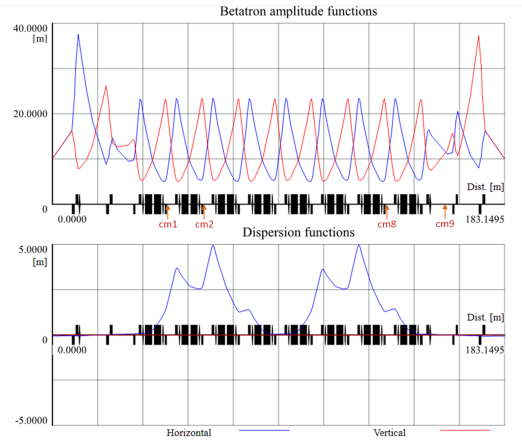 Betatron amplitude functions
40.0000
[m]
20.0000
Dist. [m]
0
0.0000
cm1
cm2
cm8
cm9
183.1495
Dispersion functions
5.0000
[m]
Dist. [m]
0
0.0000
183.1495
-5.0000
Horizontal
Vertical